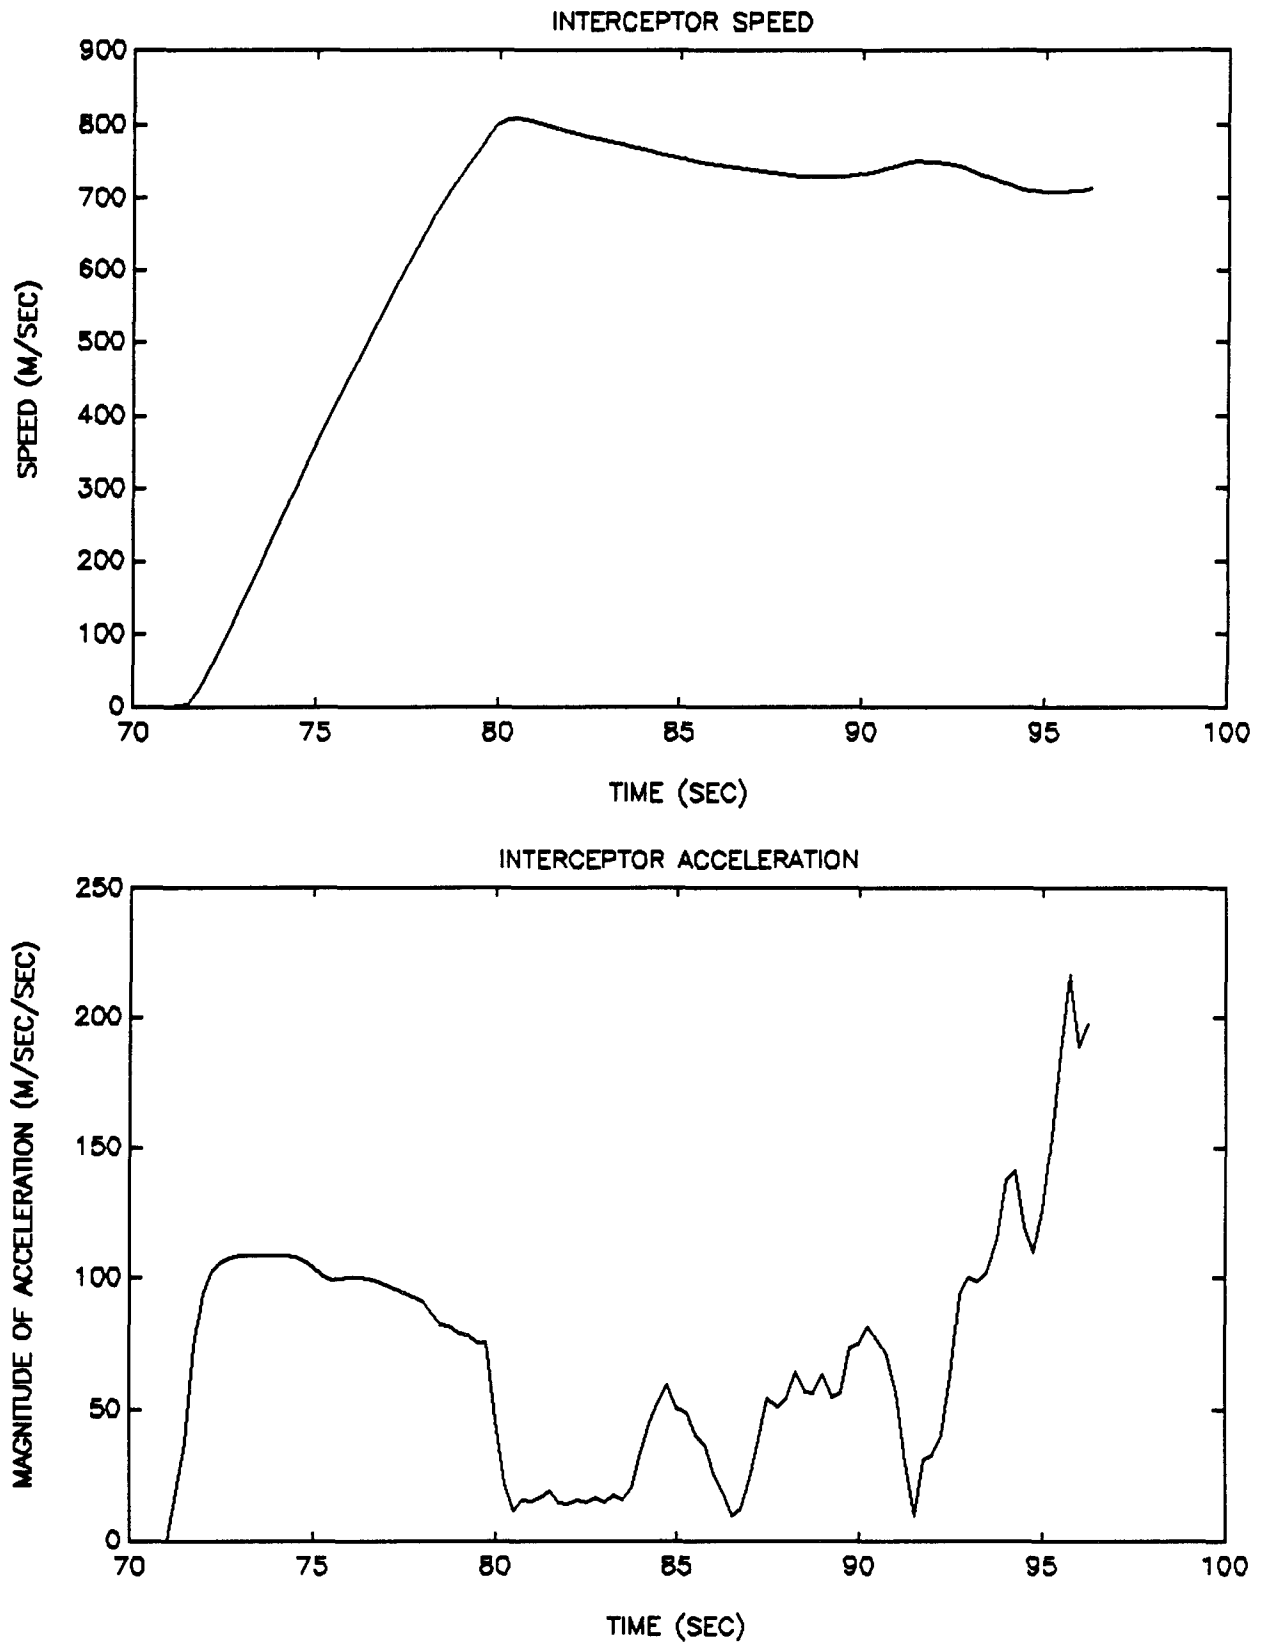 INTERCEPTOR SPEED
900
800
700
600
500
400
300
200
100
0
SPEED (M/SEC)
70 75 80 85 90 95 100
TIME (SEC)
INTERCEPTOR ACCELERATION
250
200
150
100
50
0
MAGNITUDE OF ACCELERATION (M/SEC/SEC)
70 75 80 85 90 95 100
TIME (SEC)